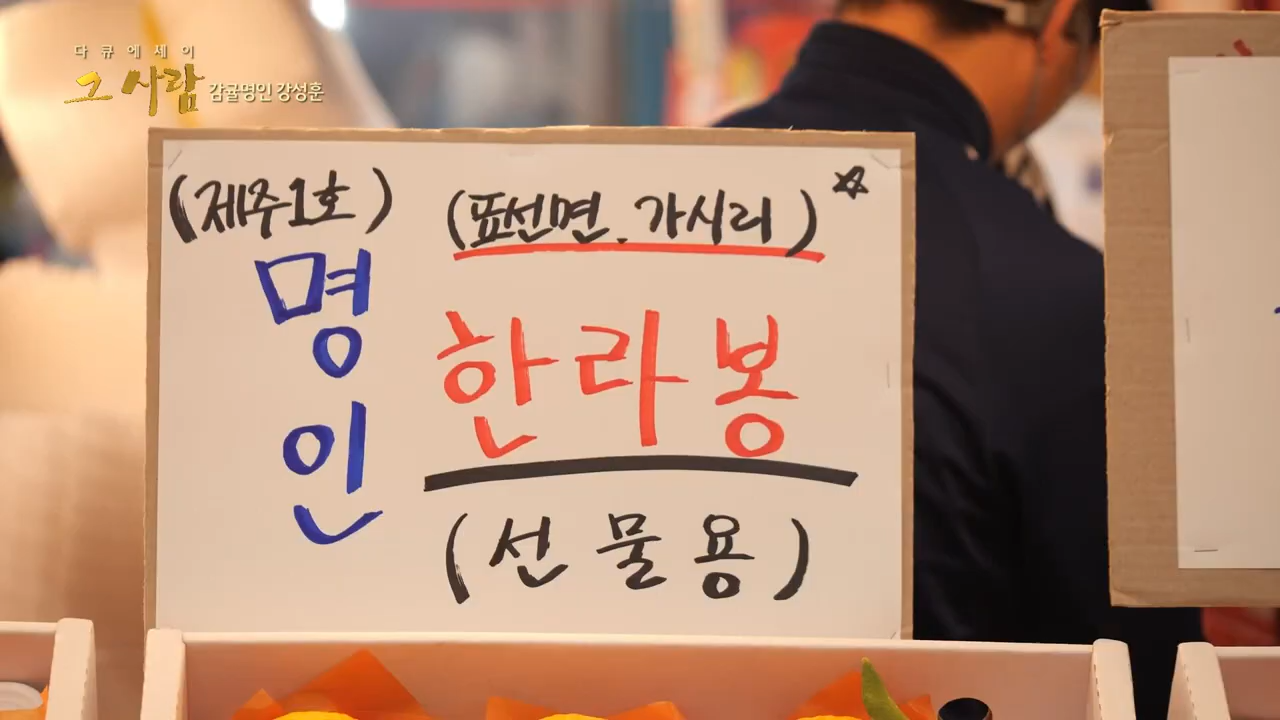 다큐에세이
그 사람 감귤명인 강성훈
(제주1호)
(표선면. 가시리)
명인
한라봉
(선물용)